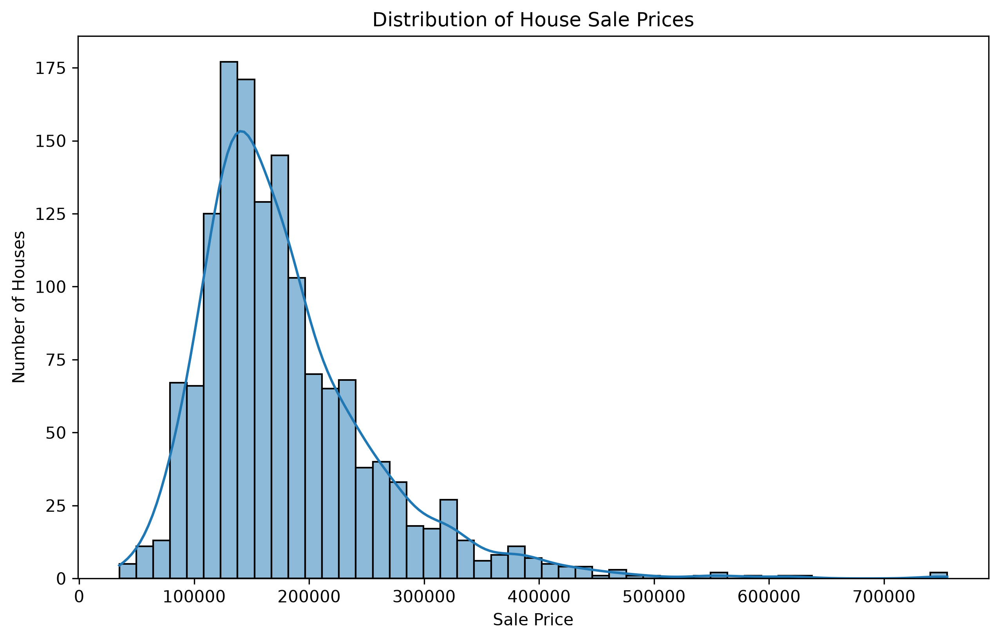 Distribution of House Sale Prices
Number of Houses
175
150
125
100
75
50
25
0
0 100000 200000 300000 400000 500000 600000 700000
Sale Price